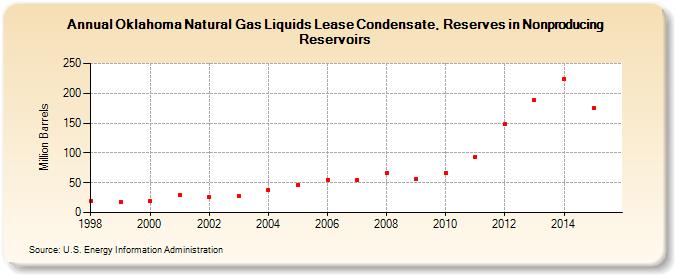 Annual Oklahoma Natural Gas Liquids Lease Condensate, Reserves in Nonproducing
Reservoirs
Million Barrels
250
200
150
100
50
0
1998 2000 2002 2004 2006 2008 2010 2012 2014
Source: U.S. Energy Information Administration